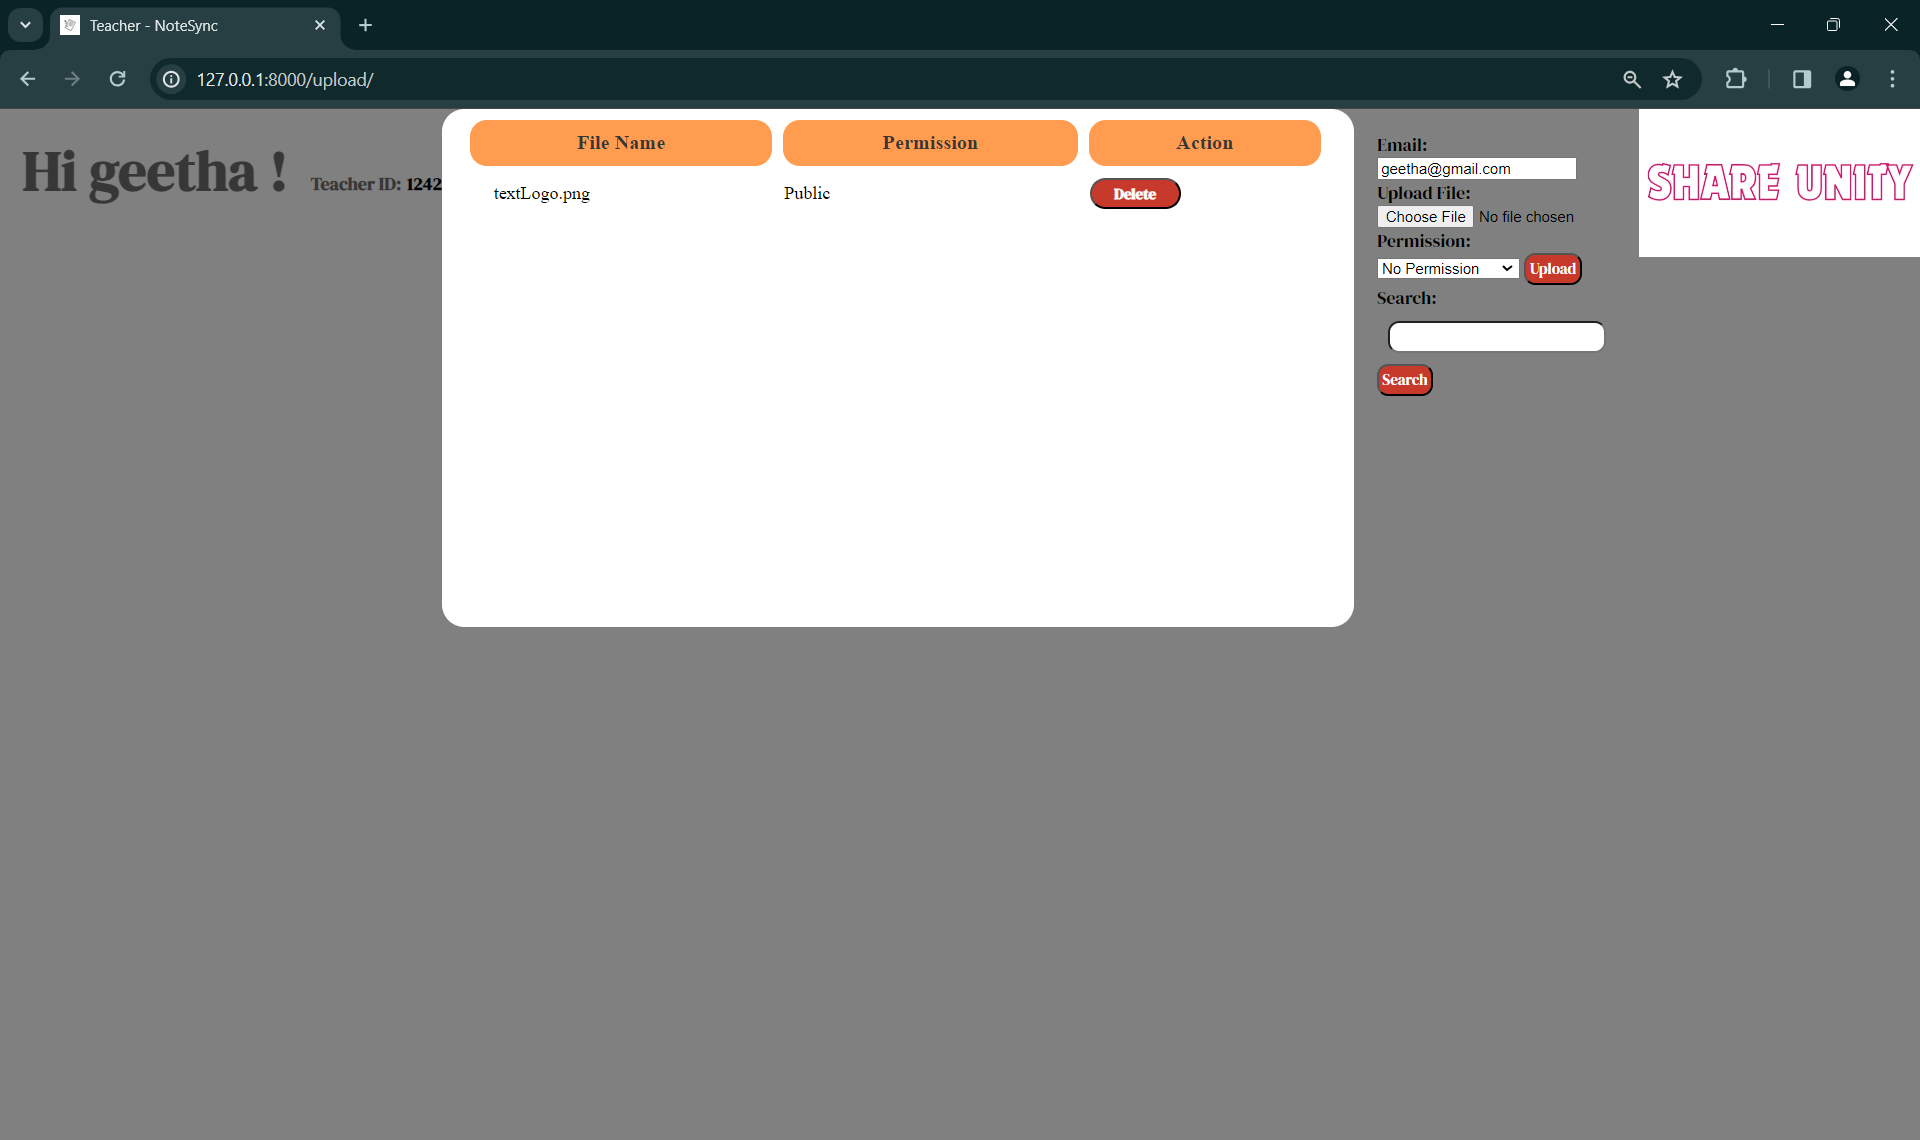 Teacher - NoteSync
127.0.0.1:8000/upload/
Hi geetha !
Teacher ID: 1242
File Name Permission Action
textLogo.png Public Delete
Email:
geetha@gmail.com
Upload File:
Choose File No file chosen
Permission:
No Permission Upload
Search:
Search
SHARE UNITY